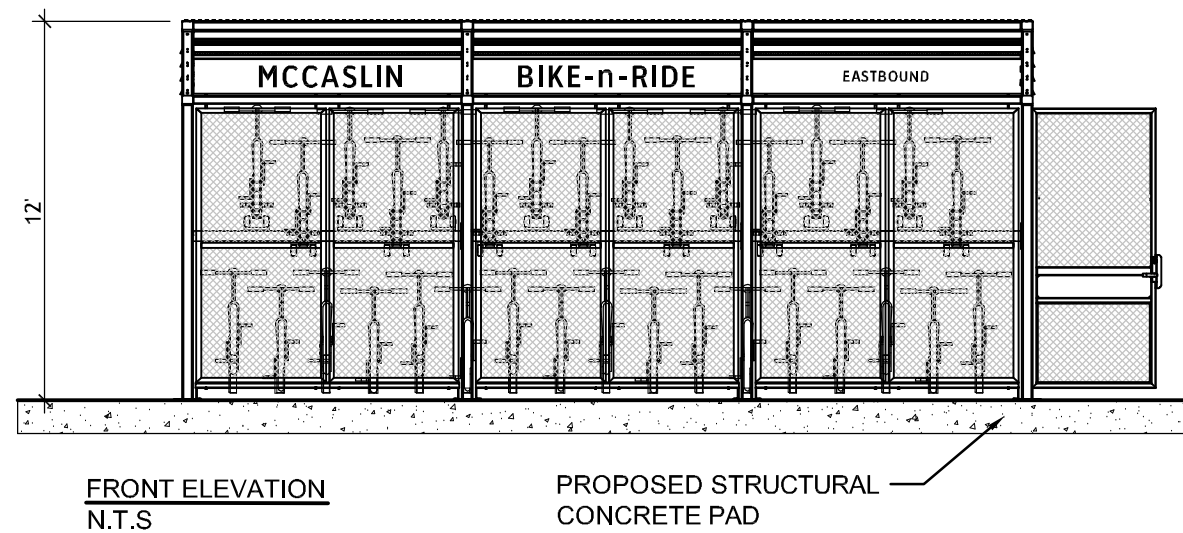 MCCASLIN BIKE-n-RIDE EASTBOUND
12'
FRONT ELEVATION
N.T.S
PROPOSED STRUCTURAL
CONCRETE PAD